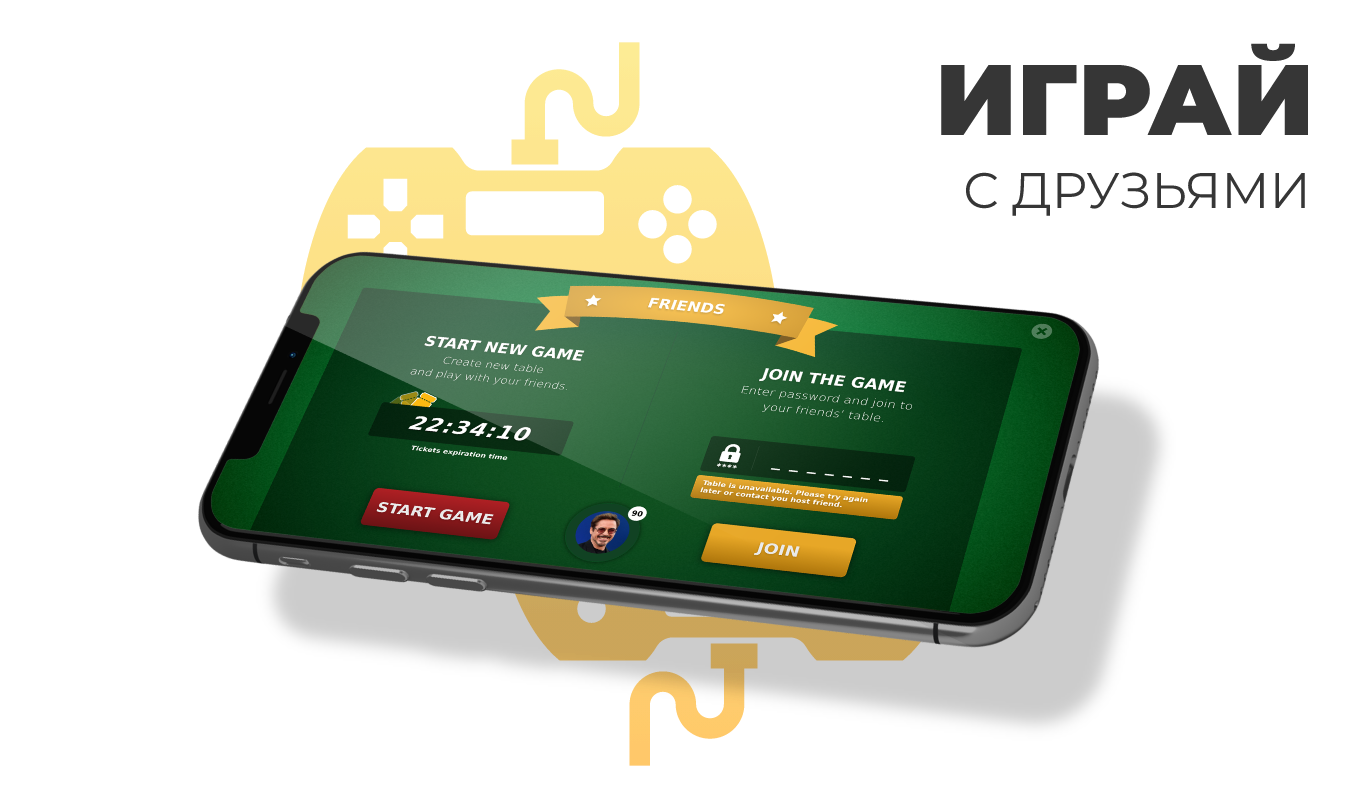 ИГРАЙ
С ДРУЗЬЯМИ
FRIENDS
START NEW GAME
Create new table
and play with your friends.
22:34:10
Tickets expiration time
START GAME
90
JOIN THE GAME
Enter password and join to
your friends' table.
****
_ _ _ _ _ _ _
Table is unavailable. Please try again
later or contact you host friend.
JOIN